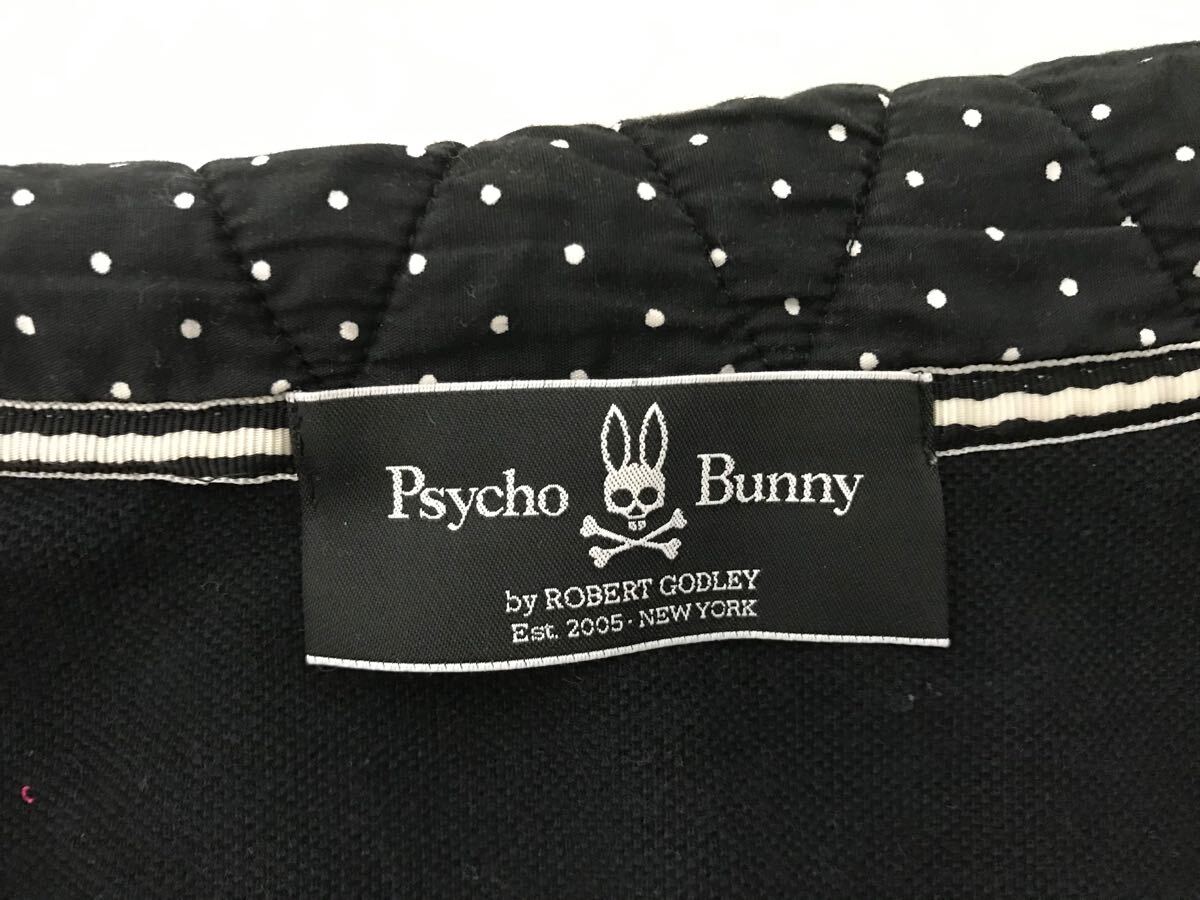 Psycho Bunny
by ROBERT GODLEY
Est. 2005 · NEW YORK